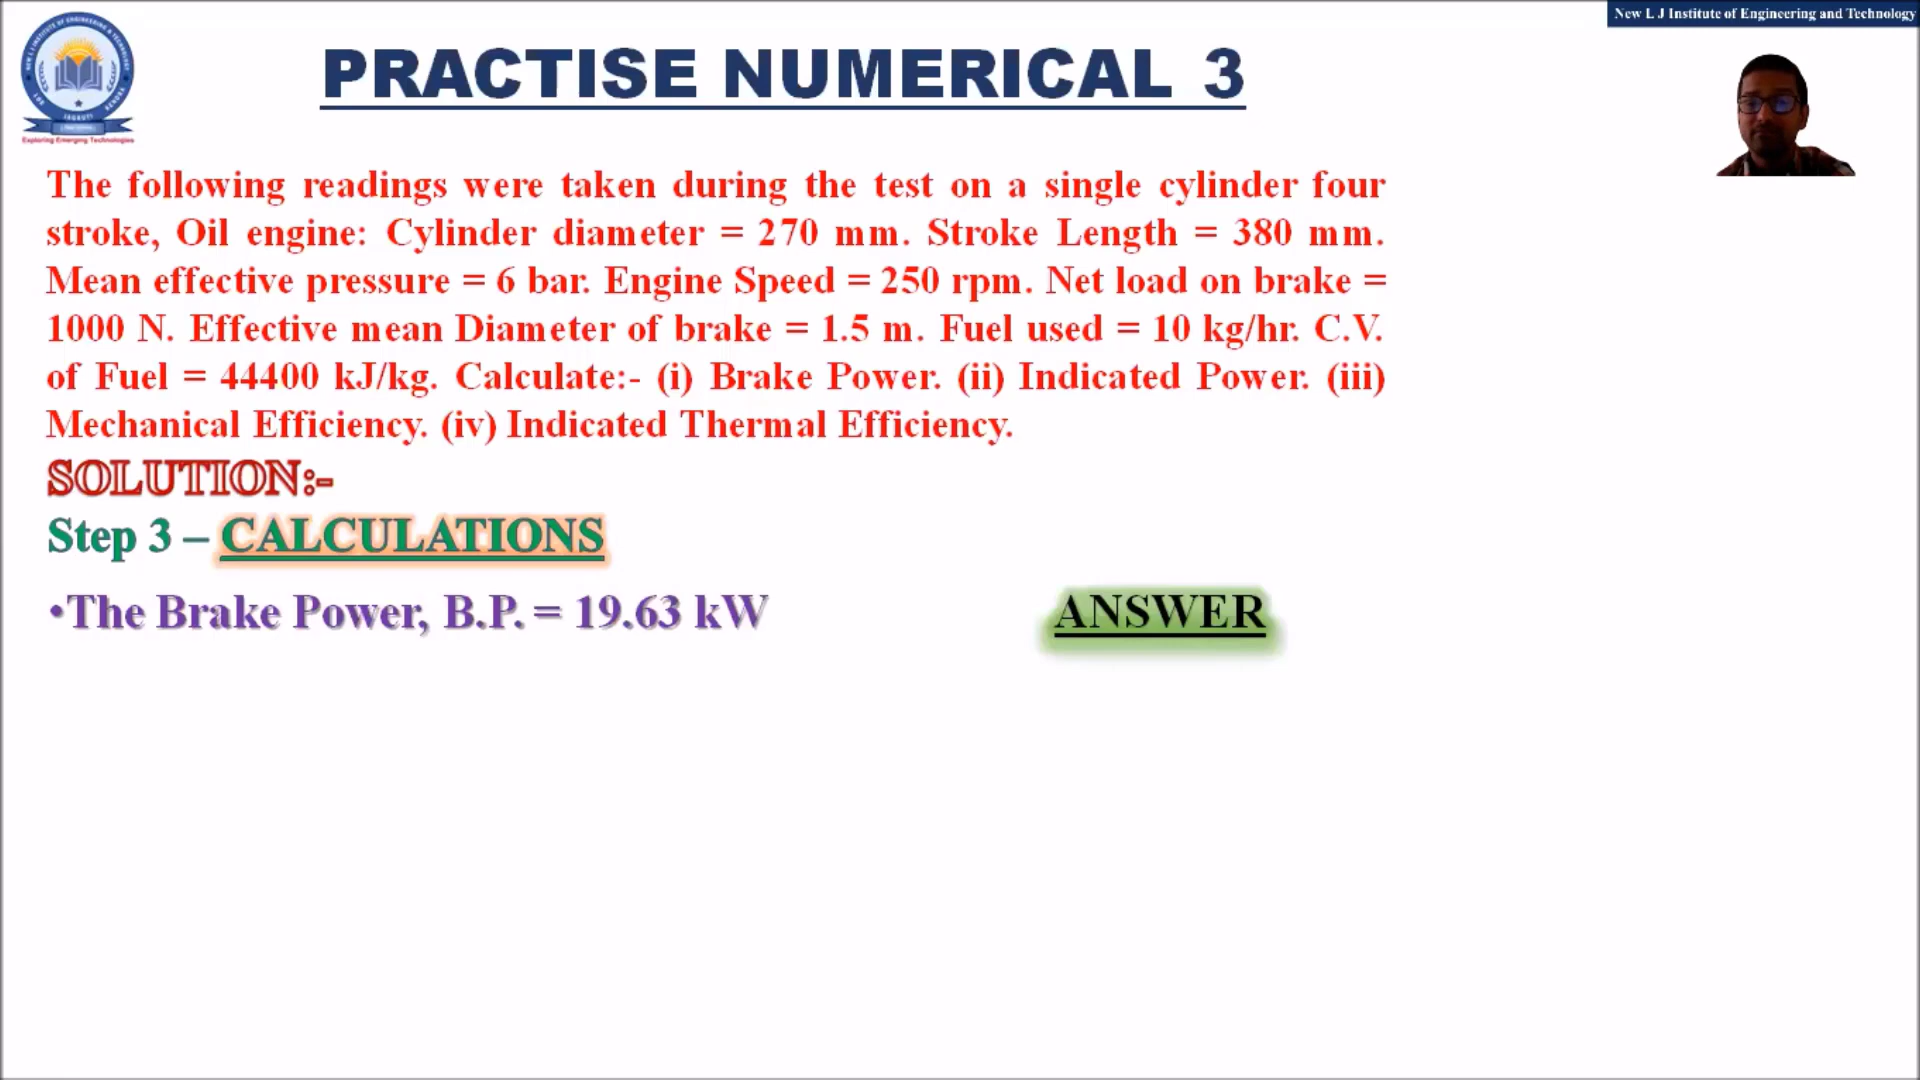 New L J Institute of Engineering and Technology
PRACTISE NUMERICAL 3
Exploring Emerging Technologies
The following readings were taken during the test on a single cylinder four
stroke, Oil engine: Cylinder diameter = 270 mm. Stroke Length = 380 mm.
Mean effective pressure = 6 bar. Engine Speed = 250 rpm. Net load on brake =
1000 N. Effective mean Diameter of brake = 1.5 m. Fuel used = 10 kg/hr. C.V.
of Fuel = 44400 kJ/kg. Calculate:- (i) Brake Power. (ii) Indicated Power. (iii)
Mechanical Efficiency. (iv) Indicated Thermal Efficiency.
SOLUTION:-
Step 3 – CALCULATIONS
•The Brake Power, B.P. = 19.63 kW ANSWER